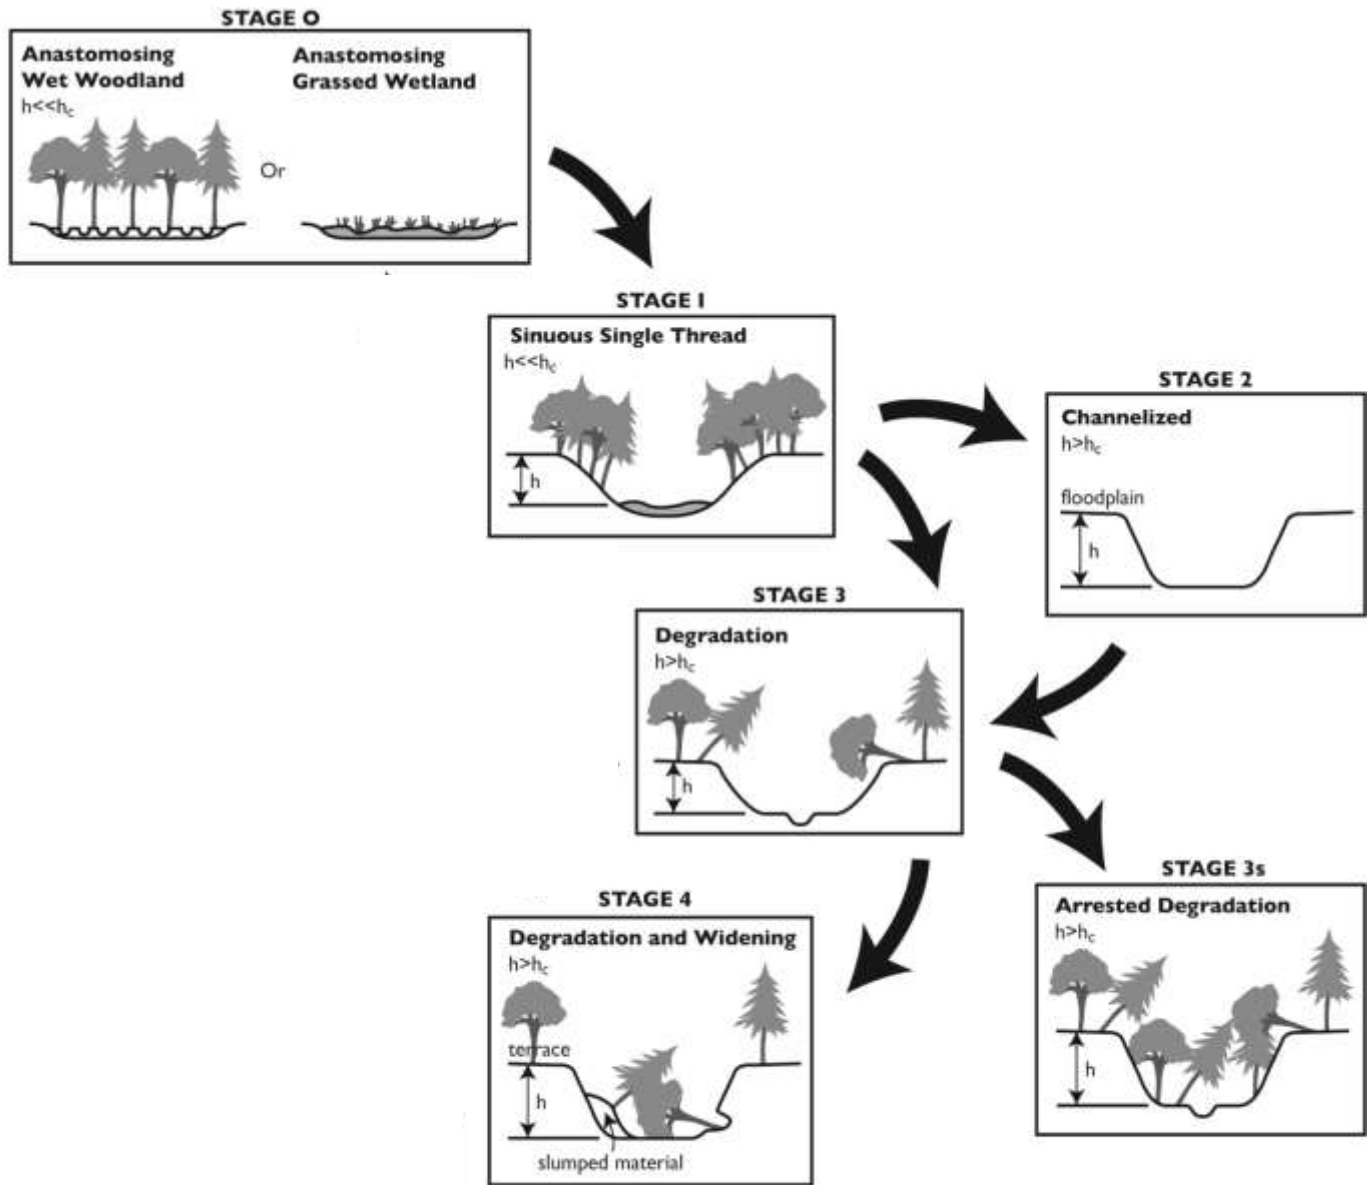 STAGE O
Anastomosing
Wet Woodland
h<<hc
Or
Anastomosing
Grassed Wetland
STAGE I
Sinuous Single Thread
h<<hc
h
STAGE 2
Channelized
h>hc
floodplain
h
STAGE 3
Degradation
h>hc
h
STAGE 4
Degradation and Widening
h>hc
terrace
h
slumped material
STAGE 3s
Arrested Degradation
h>hc
h